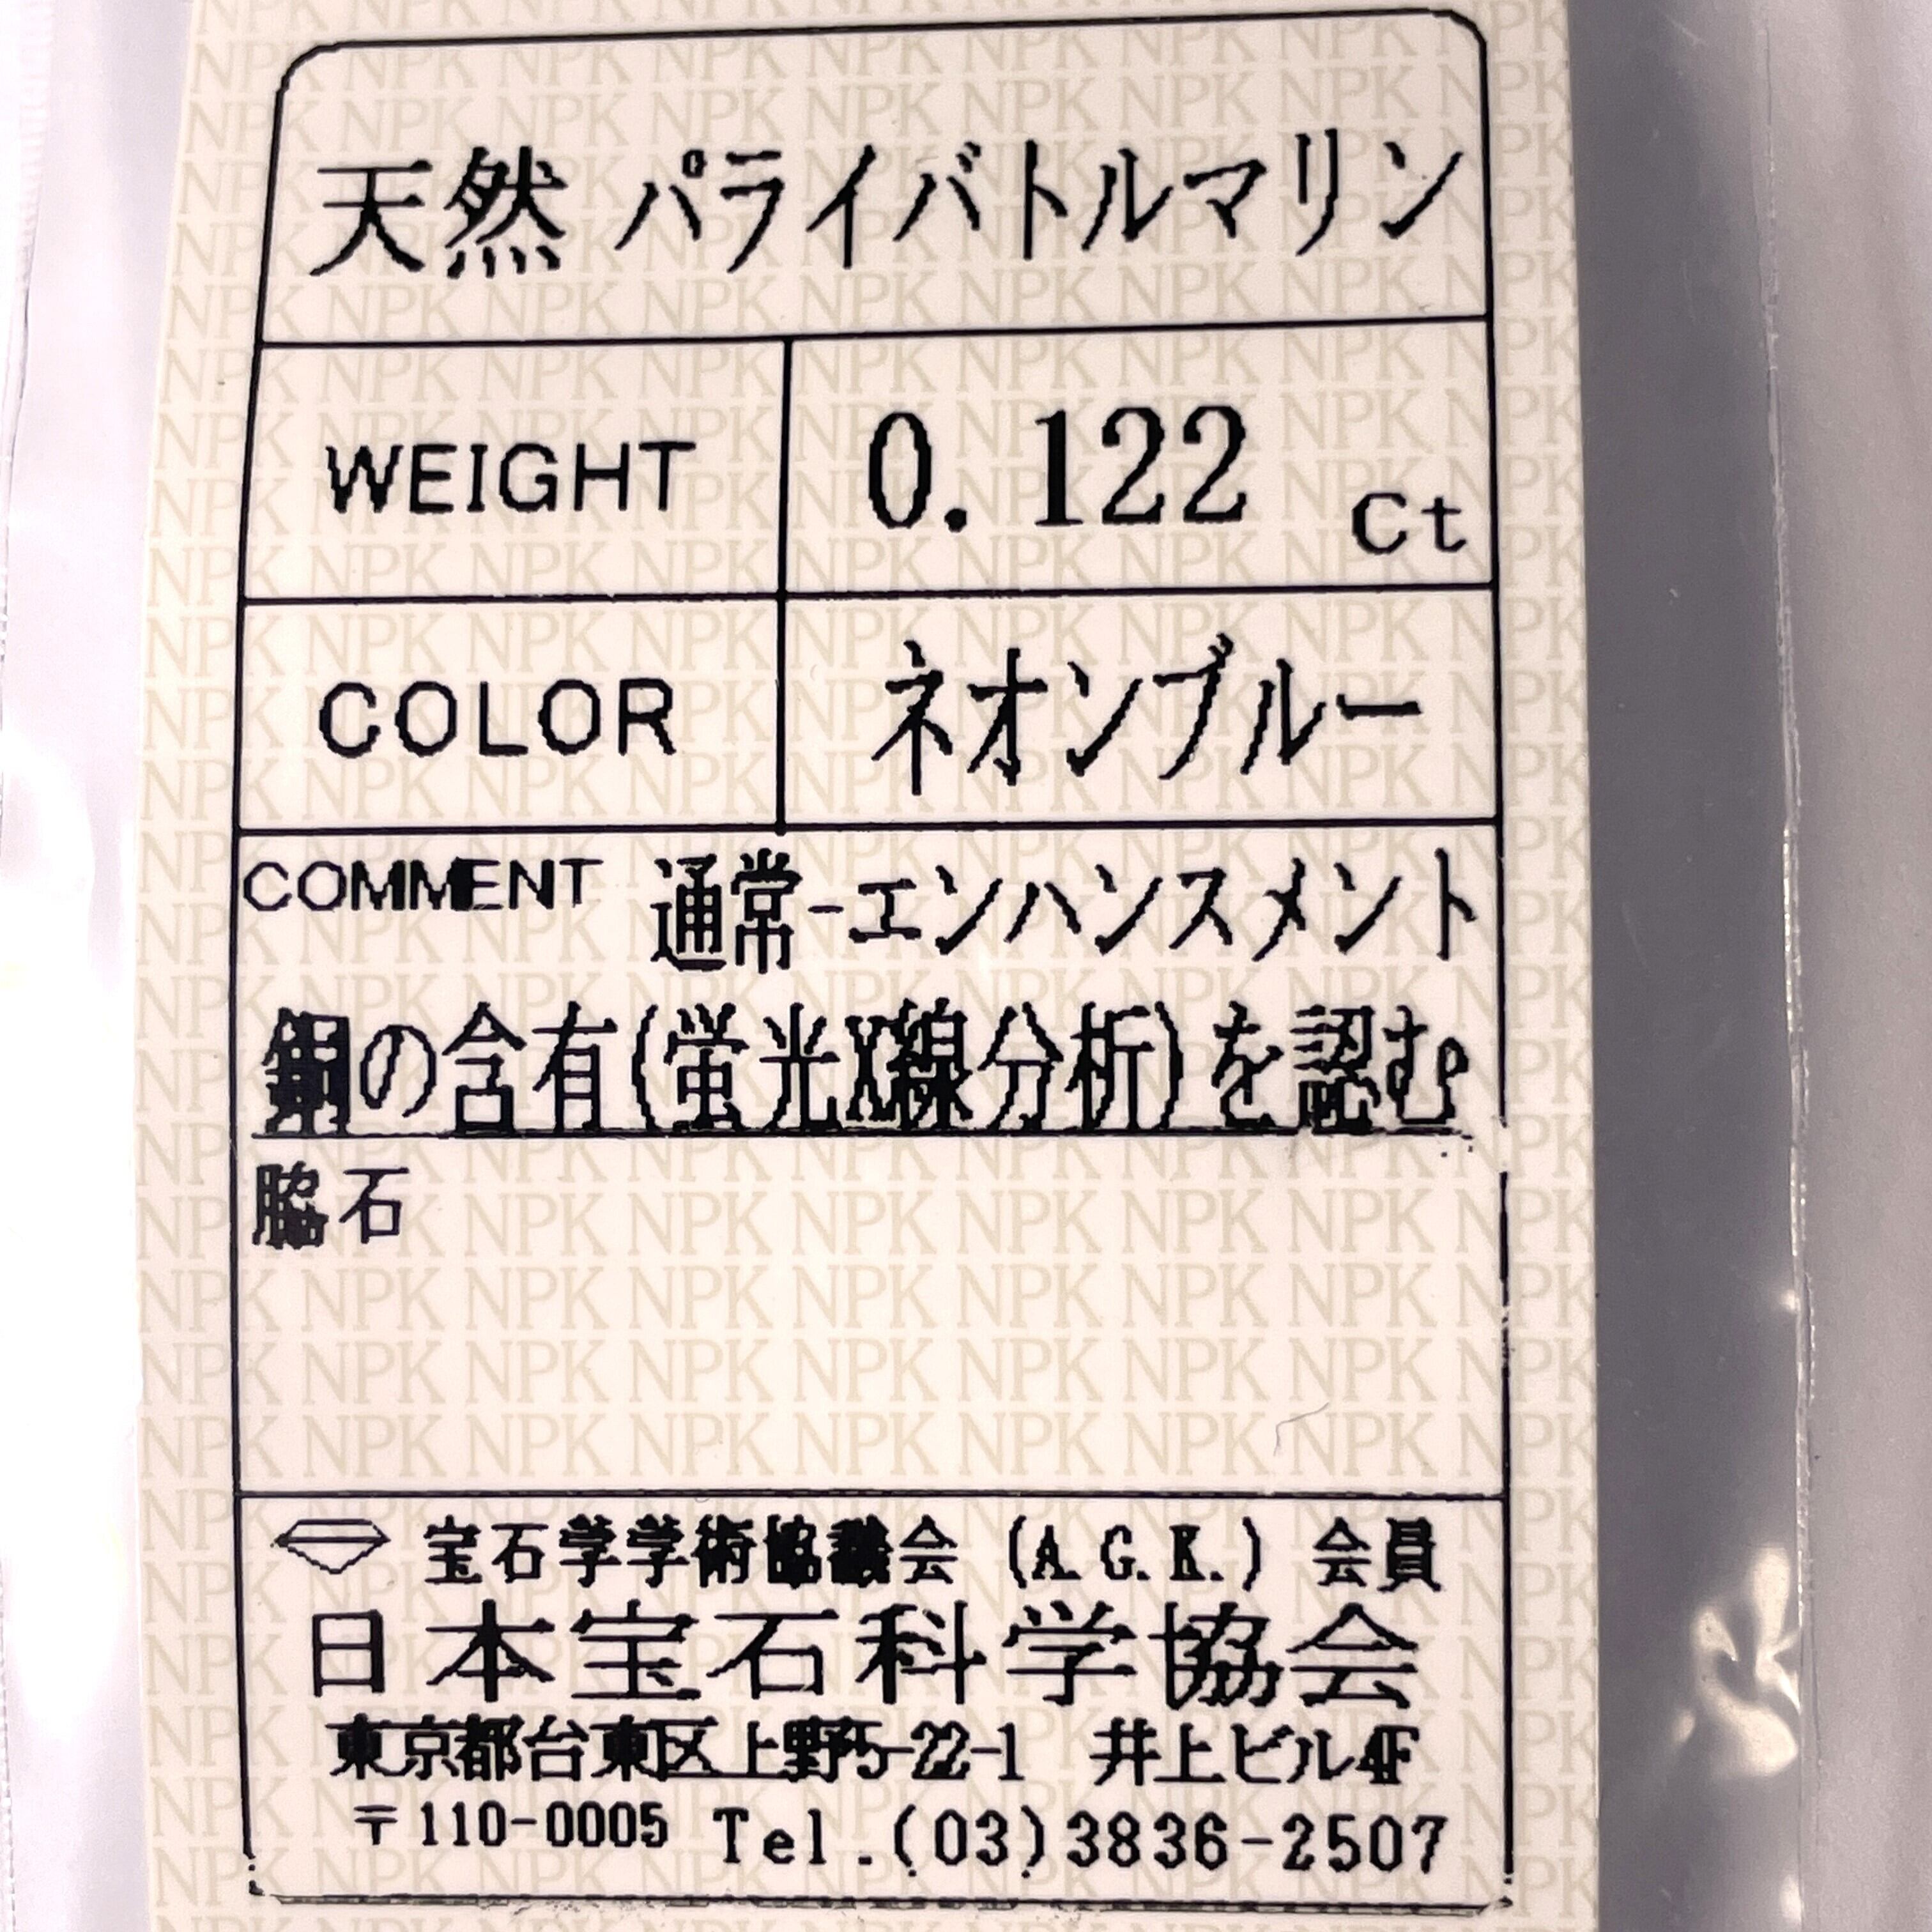 天然 パライバトルマリン
WEIGHT 0.122 Ct
COLOR ネオンブルー
COMMENT 通常-エンハンスメント
銅の含有(蛍光X線分析)を認む
脇石
宝石学学術協議会 (A.G.K.) 会員
日本宝石科学協会
東京都台東区上野5-22-1 井上ビル4F
〒110-0005 Tel.(03)3836-2507